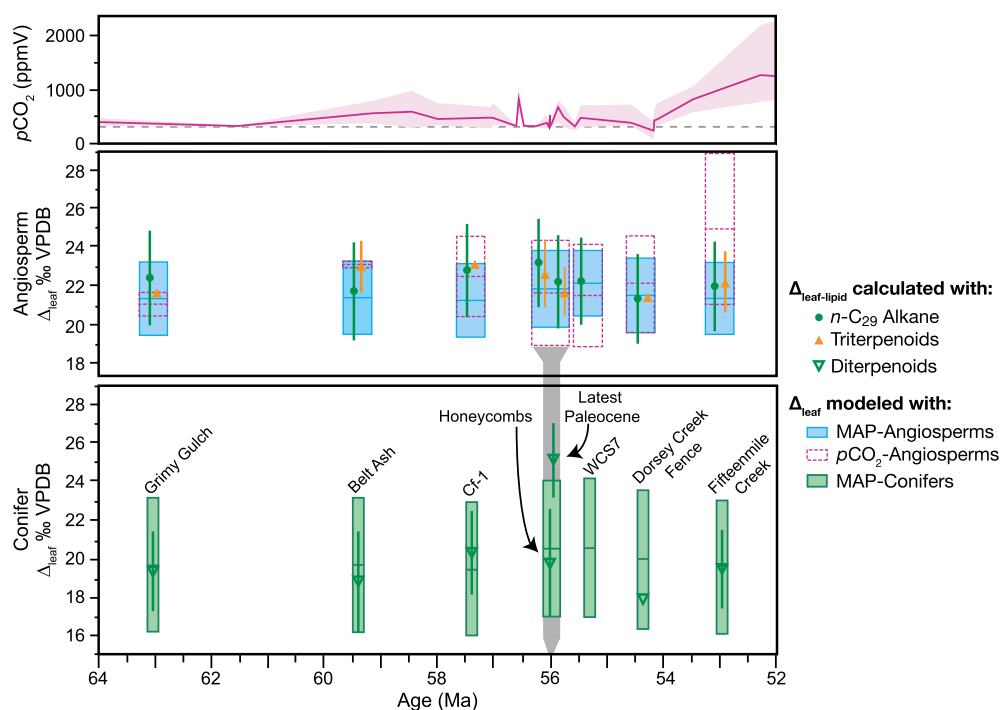 pCO2 (ppmV)
2000
1000
0
Angiosperm
Δleaf ‰ VPDB
28
26
24
22
20
18
Conifer
Δleaf ‰ VPDB
28
26
24
22
20
18
16
Grimy Gulch
Belt Ash
Cf-1
Honeycombs
Latest
Paleocene
WCS7
Dorsey Creek
Fence
Fifteenmile
Creek
64
62
60
58
56
54
52
Age (Ma)
Δleaf-lipid calculated with:
n-C29 Alkane
Triterpenoids
Diterpenoids
Δleaf modeled with:
MAP-Angiosperms
pCO2-Angiosperms
MAP-Conifers